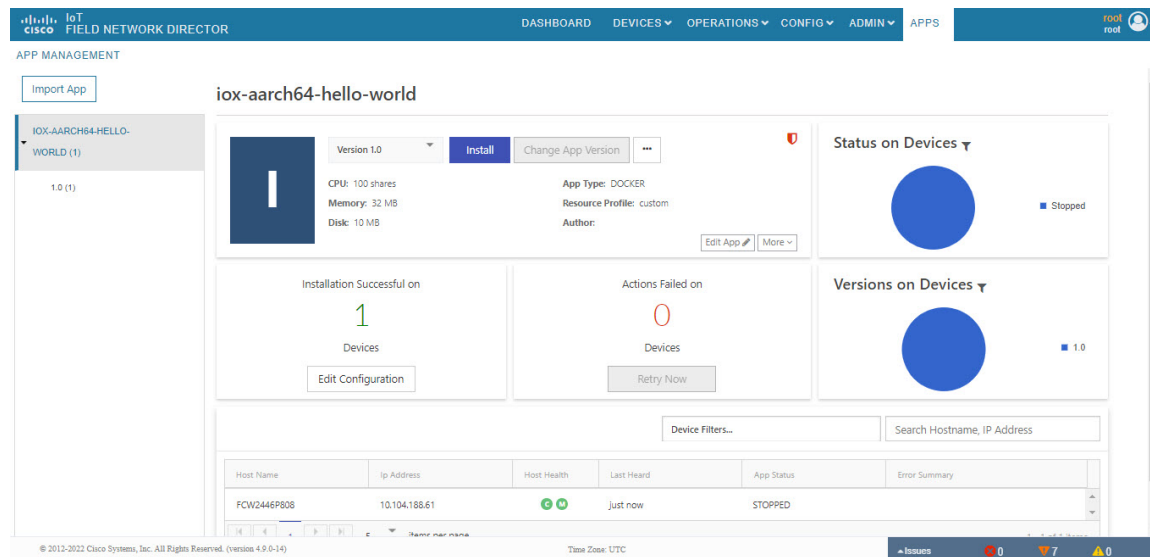 cisco IoT
FIELD NETWORK DIRECTOR
DASHBOARD DEVICES OPERATIONS CONFIG ADMIN APPS
root
root
APP MANAGEMENT
Import App
IOX-AARCH64-HELLO-
WORLD (1)
1.0 (1)
iox-aarch64-hello-world
I
Version 1.0 Install Change App Version ...
CPU: 100 shares App Type: DOCKER
Memory: 32 MB Resource Profile: custom
Disk: 10 MB Author:
Edit App More
Status on Devices
Stopped
Installation Successful on
1
Devices
Edit Configuration
Actions Failed on
0
Devices
Retry Now
Versions on Devices
1.0
Device Filters... Search Hostname, IP Address
Host Name Ip Address Host Health Last Heard App Status Error Summary
FCW2446P808 10.104.188.61 C M Just now STOPPED
© 2012-2022 Cisco Systems, Inc. All Rights Reserved. (version 4.9.0-14) Time Zone: UTC Issues 0 7 0